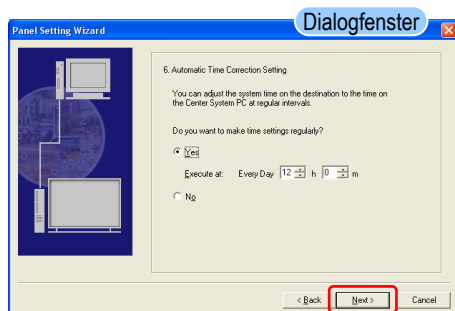 Dialogfenster
Panel Setting Wizard
6. Automatic Time Correction Setting
You can adjust the system time on the destination to the time on
the Center System PC at regular intervals.
Do you want to make time settings regularly?
Yes
Execute at: Every Day 12 h 0 m
No
< Back Next > Cancel